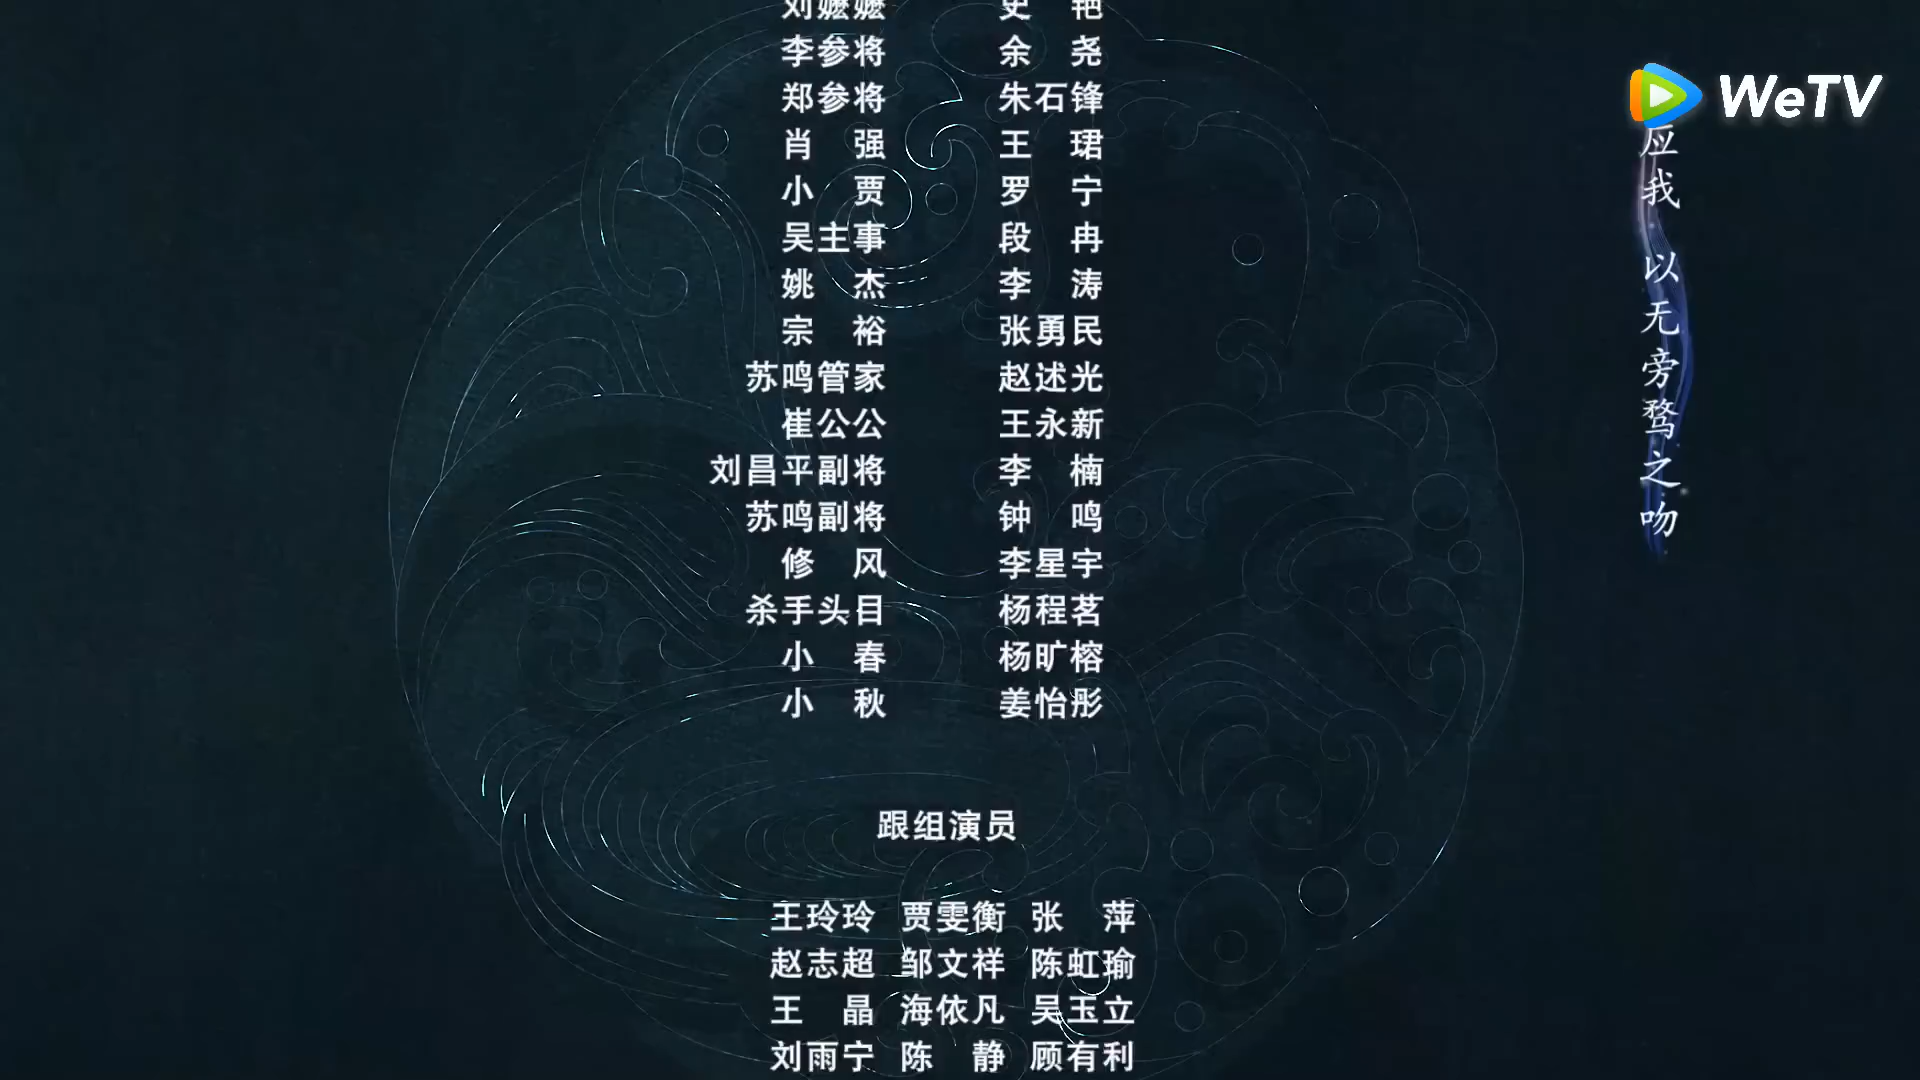 刘嬷嬷 史 艳
李参将 余 尧
郑参将 朱石锋
肖 强 王 珺
小 贾 罗 宁
吴主事 段 冉
姚 杰 李 涛
宗 裕 张勇民
苏鸣管家 赵述光
崔公公 王永新
刘昌平副将 李 楠
苏鸣副将 钟 鸣
修 风 李星宇
杀手头目 杨程茗
小 春 杨旷榕
小 秋 姜怡彤
跟组演员
王玲玲 贾雯衡 张 萍
赵志超 邹文祥 陈虹瑜
王 晶 海依凡 吴玉立
刘雨宁 陈 静 顾有利
WeTV
应我 以无旁骛之吻